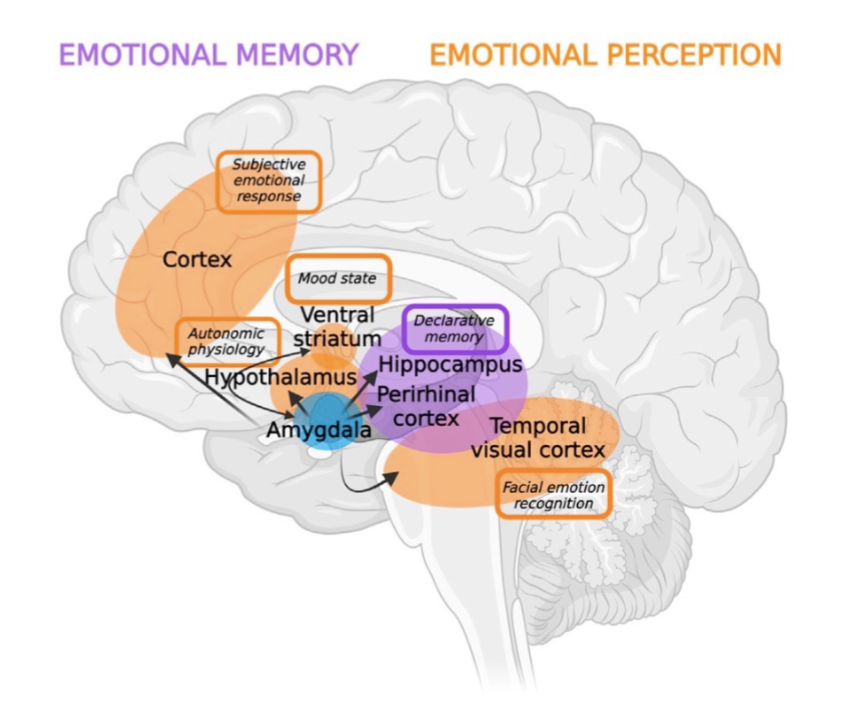 EMOTIONAL MEMORY
EMOTIONAL PERCEPTION
Subjective
emotional
response
Cortex
Mood state
Ventral
striatum
Autonomic
physiology
Declarative
memory
Hypothalamus
Hippocampus
Perirhinal
cortex
Amygdala
Temporal
visual cortex
Facial emotion
recognition